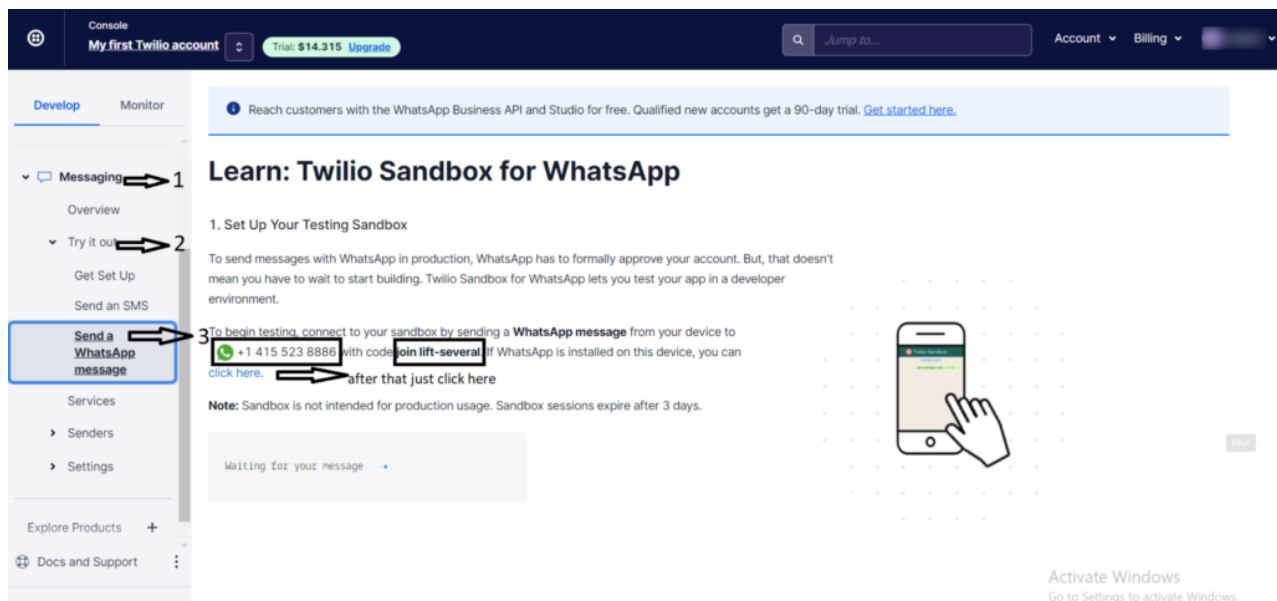 Console
My first Twilio account
Trial: $14.315 Upgrade
Jump to...
Account
Billing
Develop
Monitor
Reach customers with the WhatsApp Business API and Studio for free. Qualified new accounts get a 90-day trial. Get started here.
Messaging 1
Overview
Try it out 2
Get Set Up
Send an SMS
Send a 3
WhatsApp
message
Services
Senders
Settings
Explore Products +
Docs and Support
Learn: Twilio Sandbox for WhatsApp
1. Set Up Your Testing Sandbox
To send messages with WhatsApp in production, WhatsApp has to formally approve your account. But, that doesn't
mean you have to wait to start building. Twilio Sandbox for WhatsApp lets you test your app in a developer
environment.
To begin testing, connect to your sandbox by sending a WhatsApp message from your device to
+1 415 523 8886 with code join lift-several. If WhatsApp is installed on this device, you can
click here. after that just click here
Note: Sandbox is not intended for production usage. Sandbox sessions expire after 3 days.
Waiting for your message
Twilio Sandbox
Blur
Activate Windows
Go to Settings to activate Windows.